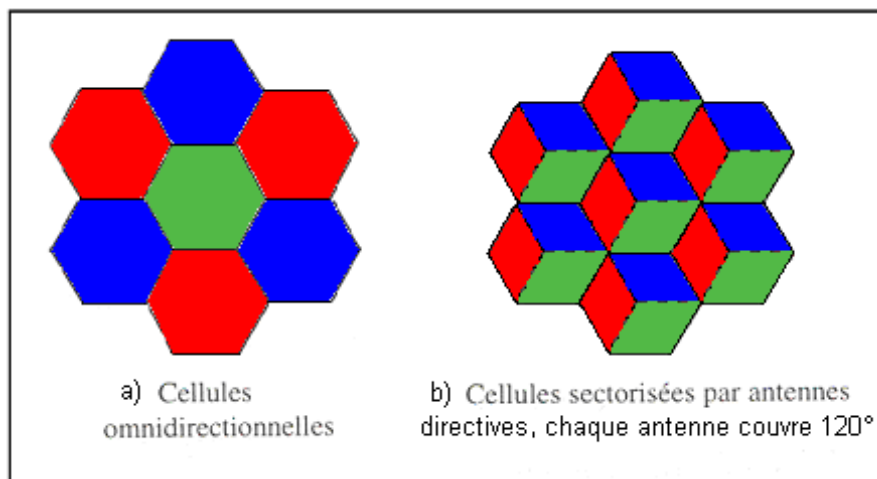 a) Cellules
omnidirectionnelles
b) Cellules sectorisées par antennes
directives, chaque antenne couvre 120°